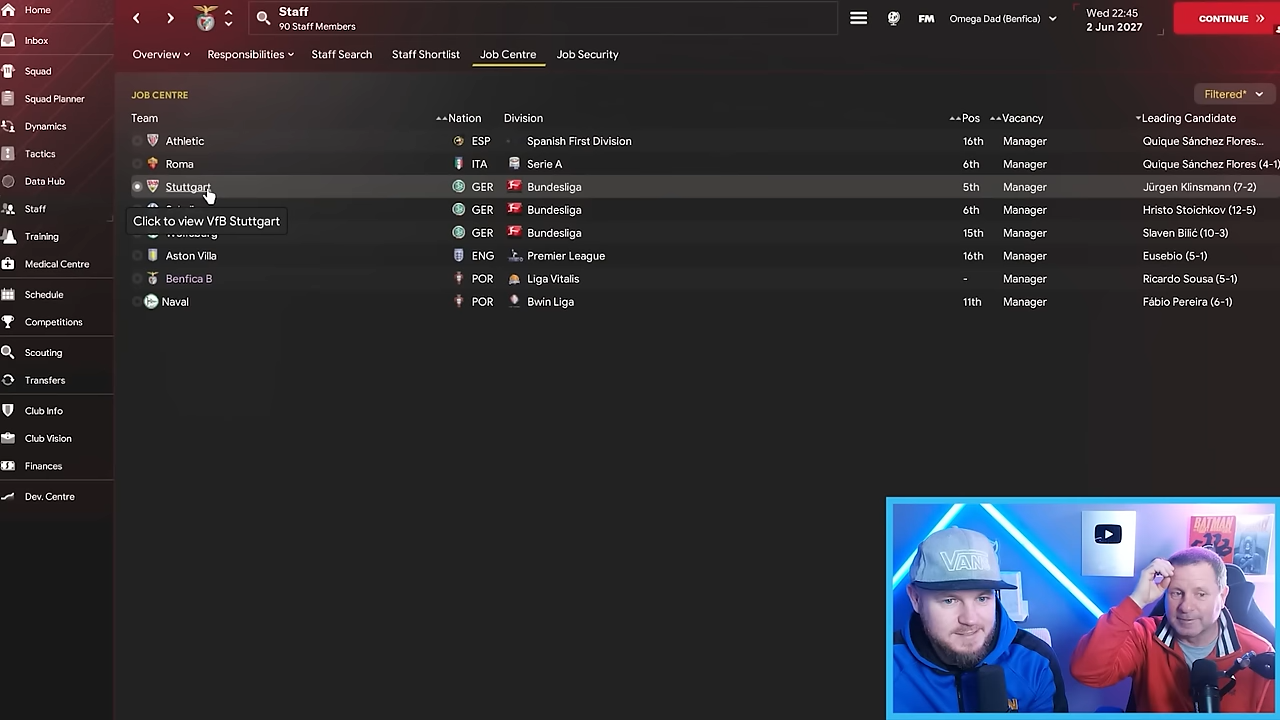 Home
Inbox
Squad
Squad Planner
Dynamics
Tactics
Data Hub
Staff
Training
Medical Centre
Schedule
Competitions
Scouting
Transfers
Club Info
Club Vision
Finances
Dev. Centre
Staff
90 Staff Members
FM
Omega Dad (Benfica)
Wed 22:45
2 Jun 2027
CONTINUE
Overview
Responsibilities
Staff Search
Staff Shortlist
Job Centre
Job Security
JOB CENTRE
Filtered*
Team Nation Division Pos Vacancy Leading Candidate
Athletic ESP Spanish First Division 16th Manager Quique Sánchez Flores...
Roma ITA Serie A 6th Manager Quique Sánchez Flores (4-1)
Stuttgart GER Bundesliga 5th Manager Jürgen Klinsmann (7-2)
GER Bundesliga 6th Manager Hristo Stoichkov (12-5)
Click to view VfB Stuttgart
Wolfsburg GER Bundesliga 15th Manager Slaven Bilić (10-3)
Aston Villa ENG Premier League 16th Manager Eusebio (5-1)
Benfica B POR Liga Vitalis - Manager Ricardo Sousa (5-1)
Naval POR Bwin Liga 11th Manager Fábio Pereira (6-1)
VANS
BATMAN